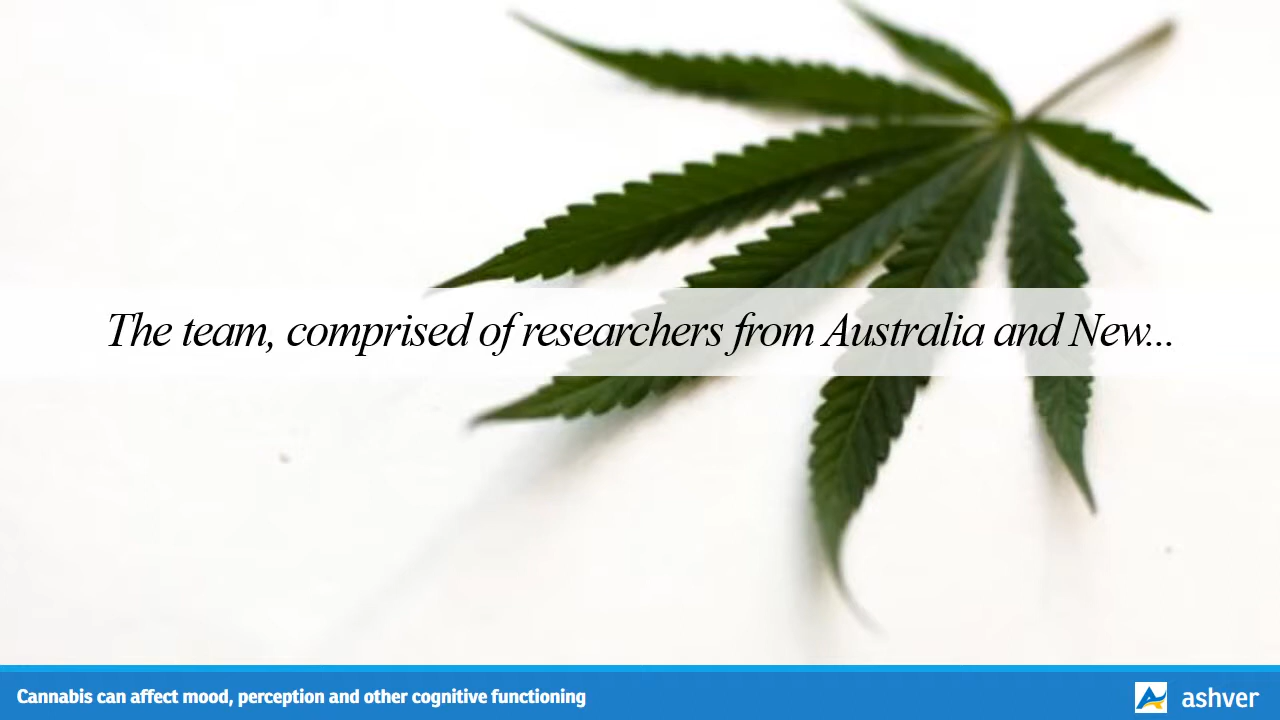 The team, comprised of researchers from Australia and New...
Cannabis can affect mood, perception and other cognitive functioning
ashver